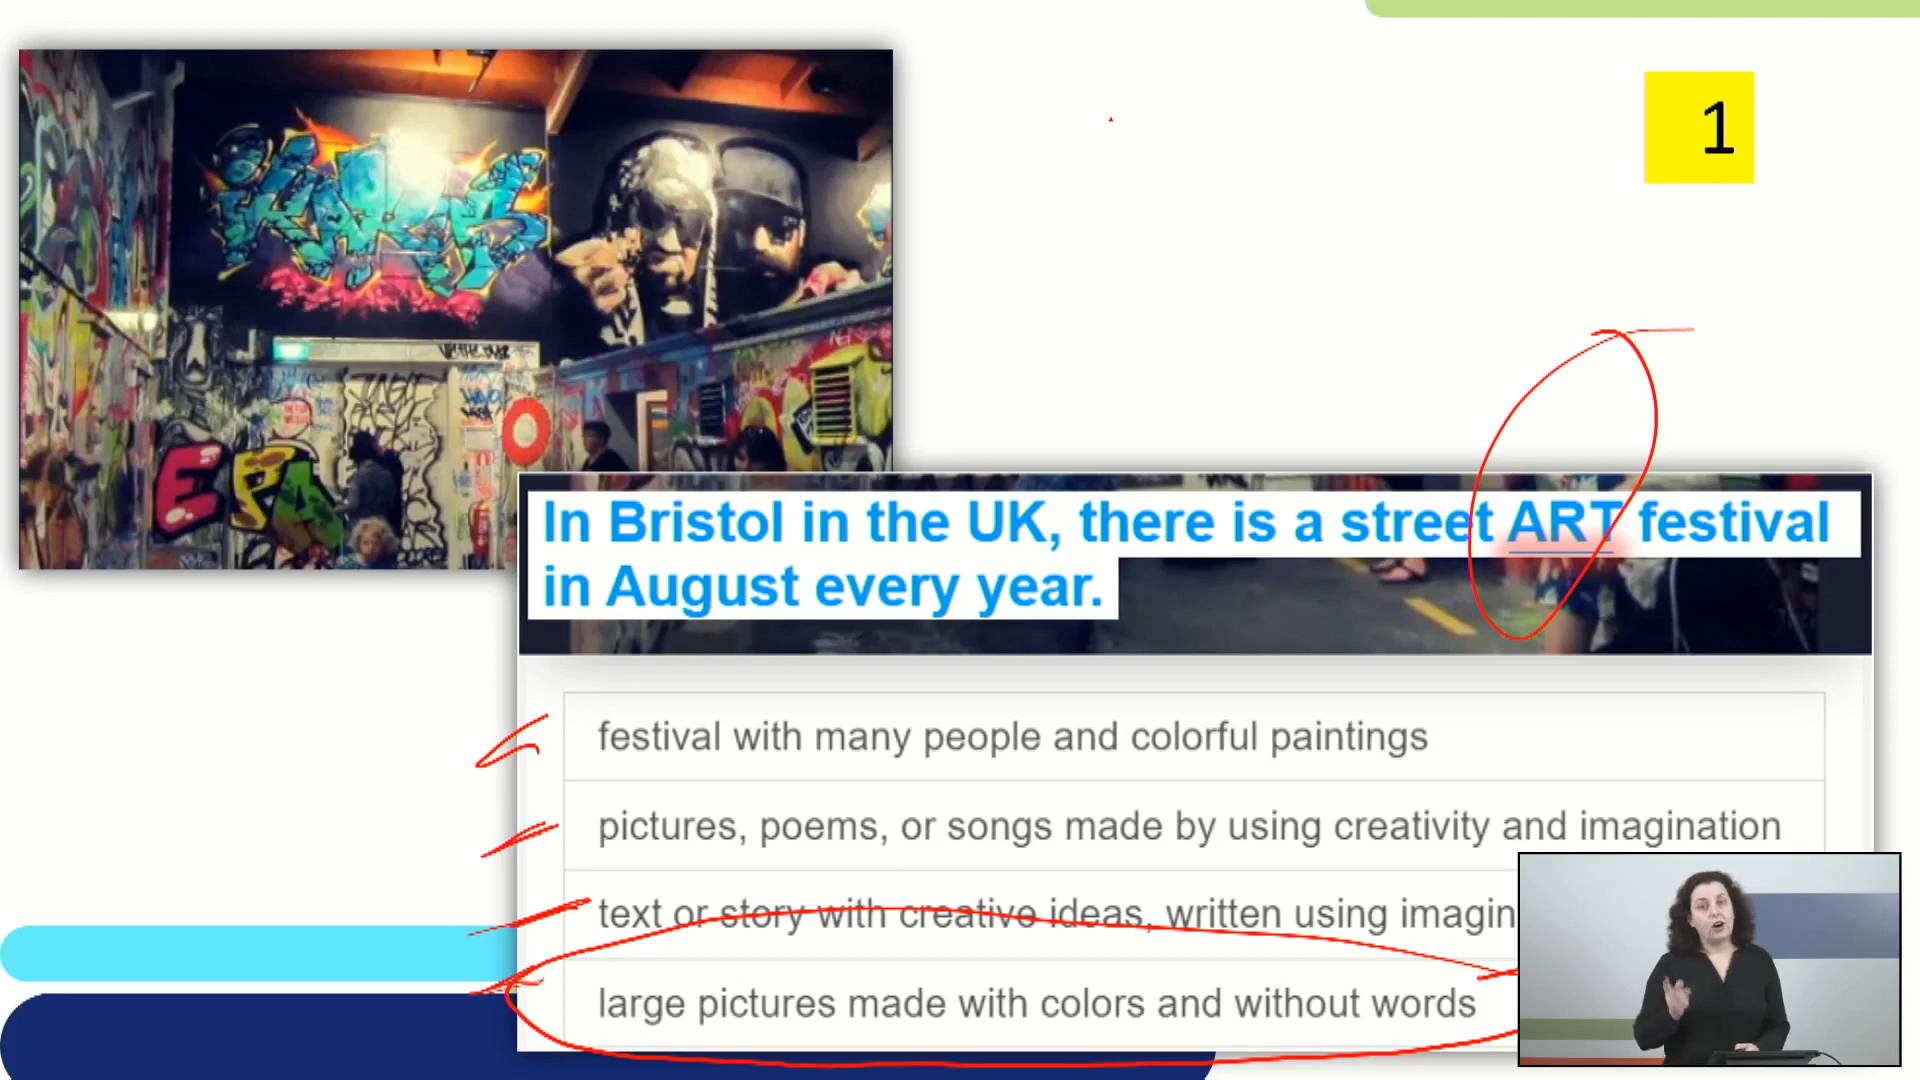 1
EPA
In Bristol in the UK, there is a street ART festival
in August every year.
festival with many people and colorful paintings
pictures, poems, or songs made by using creativity and imagination
text or story with creative ideas, written using imagin
large pictures made with colors and without words